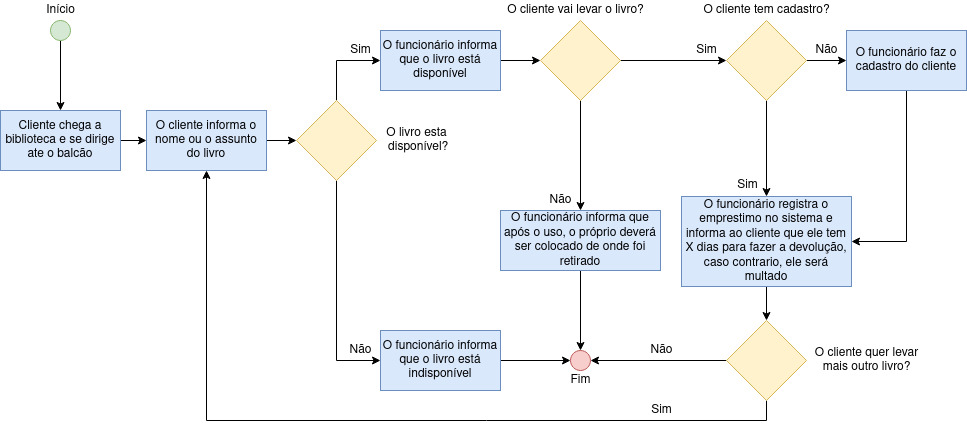 Início
Cliente chega a
biblioteca e se dirige
ate o balcão
O cliente informa o
nome ou o assunto
do livro
O livro esta
disponível?
Sim
O funcionário informa
que o livro está
disponível
O cliente vai levar o livro?
Sim
O cliente tem cadastro?
Não
O funcionário faz o
cadastro do cliente
Não
O funcionário informa que
após o uso, o próprio deverá
ser colocado de onde foi
retirado
Sim
O funcionário registra o
emprestimo no sistema e
informa ao cliente que ele tem
X dias para fazer a devolução,
caso contrario, ele será
multado
Não
O funcionário informa
que o livro está
indisponível
Fim
Não
O cliente quer levar
mais outro livro?
Sim